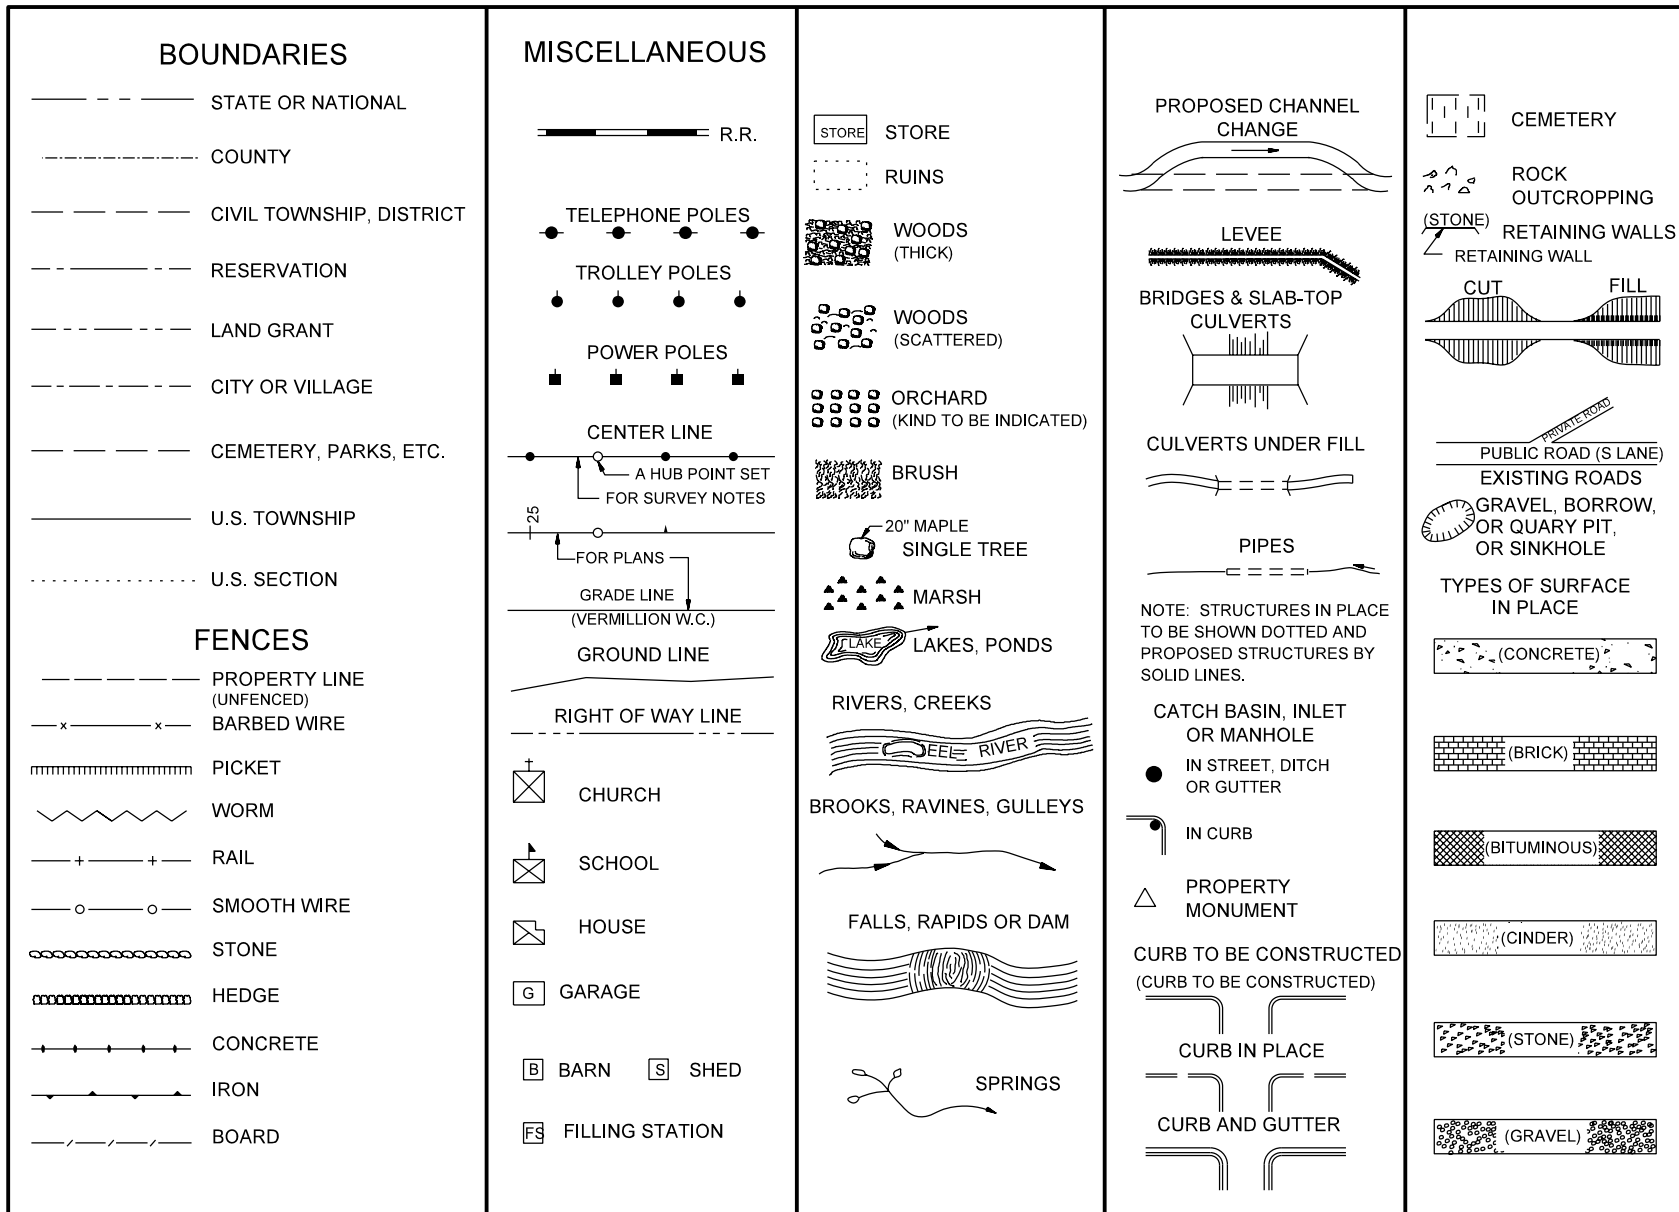 BOUNDARIES
STATE OR NATIONAL
COUNTY
CIVIL TOWNSHIP, DISTRICT
RESERVATION
LAND GRANT
CITY OR VILLAGE
CEMETERY, PARKS, ETC.
U.S. TOWNSHIP
U.S. SECTION
FENCES
PROPERTY LINE
(UNFENCED)
BARBED WIRE
PICKET
WORM
RAIL
SMOOTH WIRE
STONE
HEDGE
CONCRETE
IRON
BOARD
MISCELLANEOUS
R.R.
TELEPHONE POLES
TROLLEY POLES
POWER POLES
CENTER LINE
A HUB POINT SET
FOR SURVEY NOTES
25
FOR PLANS
GRADE LINE
(VERMILLION W.C.)
GROUND LINE
RIGHT OF WAY LINE
CHURCH
SCHOOL
HOUSE
G GARAGE
B BARN S SHED
FS FILLING STATION
STORE STORE
RUINS
WOODS
(THICK)
WOODS
(SCATTERED)
ORCHARD
(KIND TO BE INDICATED)
BRUSH
20" MAPLE
SINGLE TREE
MARSH
LAKE LAKES, PONDS
RIVERS, CREEKS
EEL RIVER
BROOKS, RAVINES, GULLEYS
FALLS, RAPIDS OR DAM
SPRINGS
PROPOSED CHANNEL
CHANGE
LEVEE
BRIDGES & SLAB-TOP
CULVERTS
CULVERTS UNDER FILL
PIPES
NOTE: STRUCTURES IN PLACE
TO BE SHOWN DOTTED AND
PROPOSED STRUCTURES BY
SOLID LINES.
CATCH BASIN, INLET
OR MANHOLE
IN STREET, DITCH
OR GUTTER
IN CURB
PROPERTY
MONUMENT
CURB TO BE CONSTRUCTED
(CURB TO BE CONSTRUCTED)
CURB IN PLACE
CURB AND GUTTER
CEMETERY
ROCK
OUTCROPPING
(STONE) RETAINING WALLS
RETAINING WALL
CUT FILL
PRIVATE ROAD
PUBLIC ROAD (S LANE)
EXISTING ROADS
GRAVEL, BORROW,
OR QUARY PIT,
OR SINKHOLE
TYPES OF SURFACE
IN PLACE
(CONCRETE)
(BRICK)
(BITUMINOUS)
(CINDER)
(STONE)
(GRAVEL)